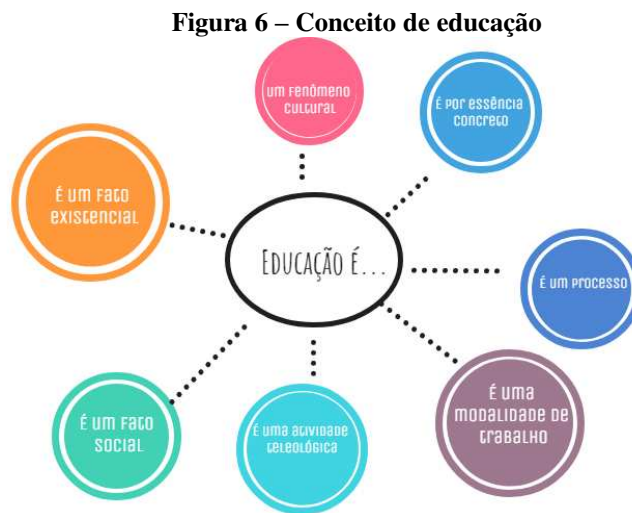 Figura 6 – Conceito de educação
um fenômeno
cultural
É por essência
concreto
É um fato
existencial
Educação é...
É um processo
É um fato
social
É uma atividade
teleológica
É uma
modalidade de
trabalho